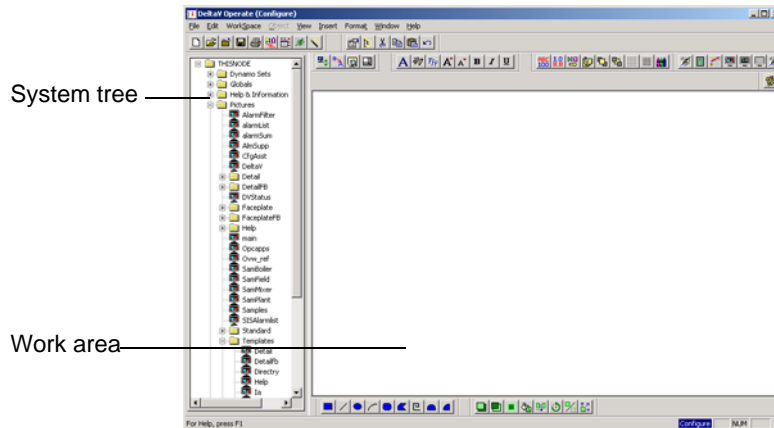 DeltaV Operate (Configure)
File Edit WorkSpace Object View Insert Format Window Help
System tree
THISNODE
Dynamo Sets
Globals
Help & Information
Pictures
AlarmFilter
alarmList
alarmSum
AlmSupp
CfgAsst
DeltaV
Detail
DetailFB
DVStatus
Faceplate
FaceplateFB
Help
main
Opcapps
Ovw_ref
SamBoiler
SamField
SamMixer
SamPlant
Samples
SISAlarmlist
Standard
Templates
Detail
Detailfb
Directry
Help
Ia
Work area
For Help, press F1
Configure NUM